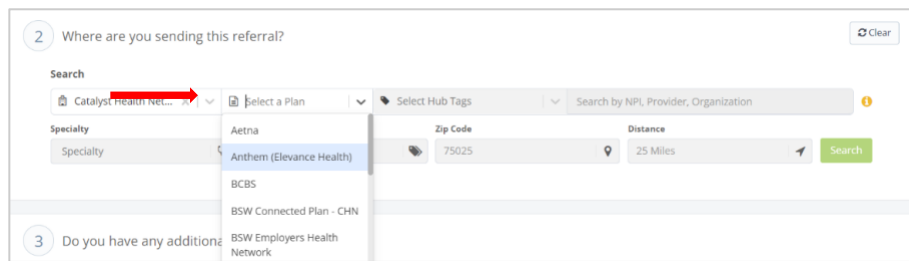 2 Where are you sending this referral?
Clear
Search
Catalyst Health Net... x
Select a Plan
Select Hub Tags
Search by NPI, Provider, Organization
Specialty
Zip Code
Distance
Specialty
75025
25 Miles
Search
Aetna
Anthem (Elevance Health)
BCBS
BSW Connected Plan - CHN
BSW Employers Health
Network
3 Do you have any additiona